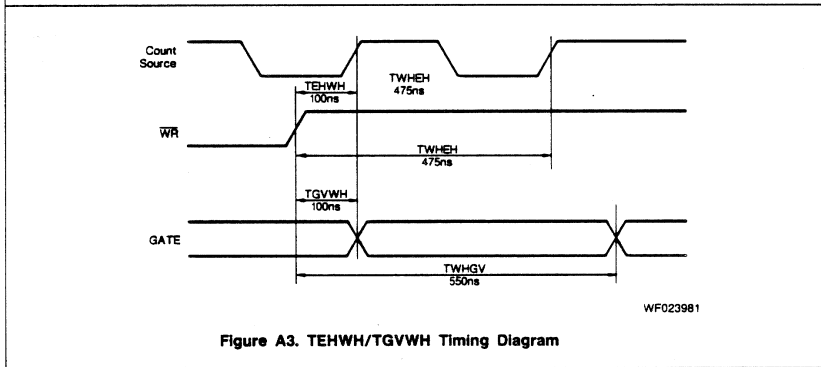 Count
Source
TEHWH
100ns
TWHEH
475ns
WR
TWHEH
475ns
TGVWH
100ns
GATE
TWHGV
550ns
WF023981
Figure A3. TEHWH/TGVWH Timing Diagram